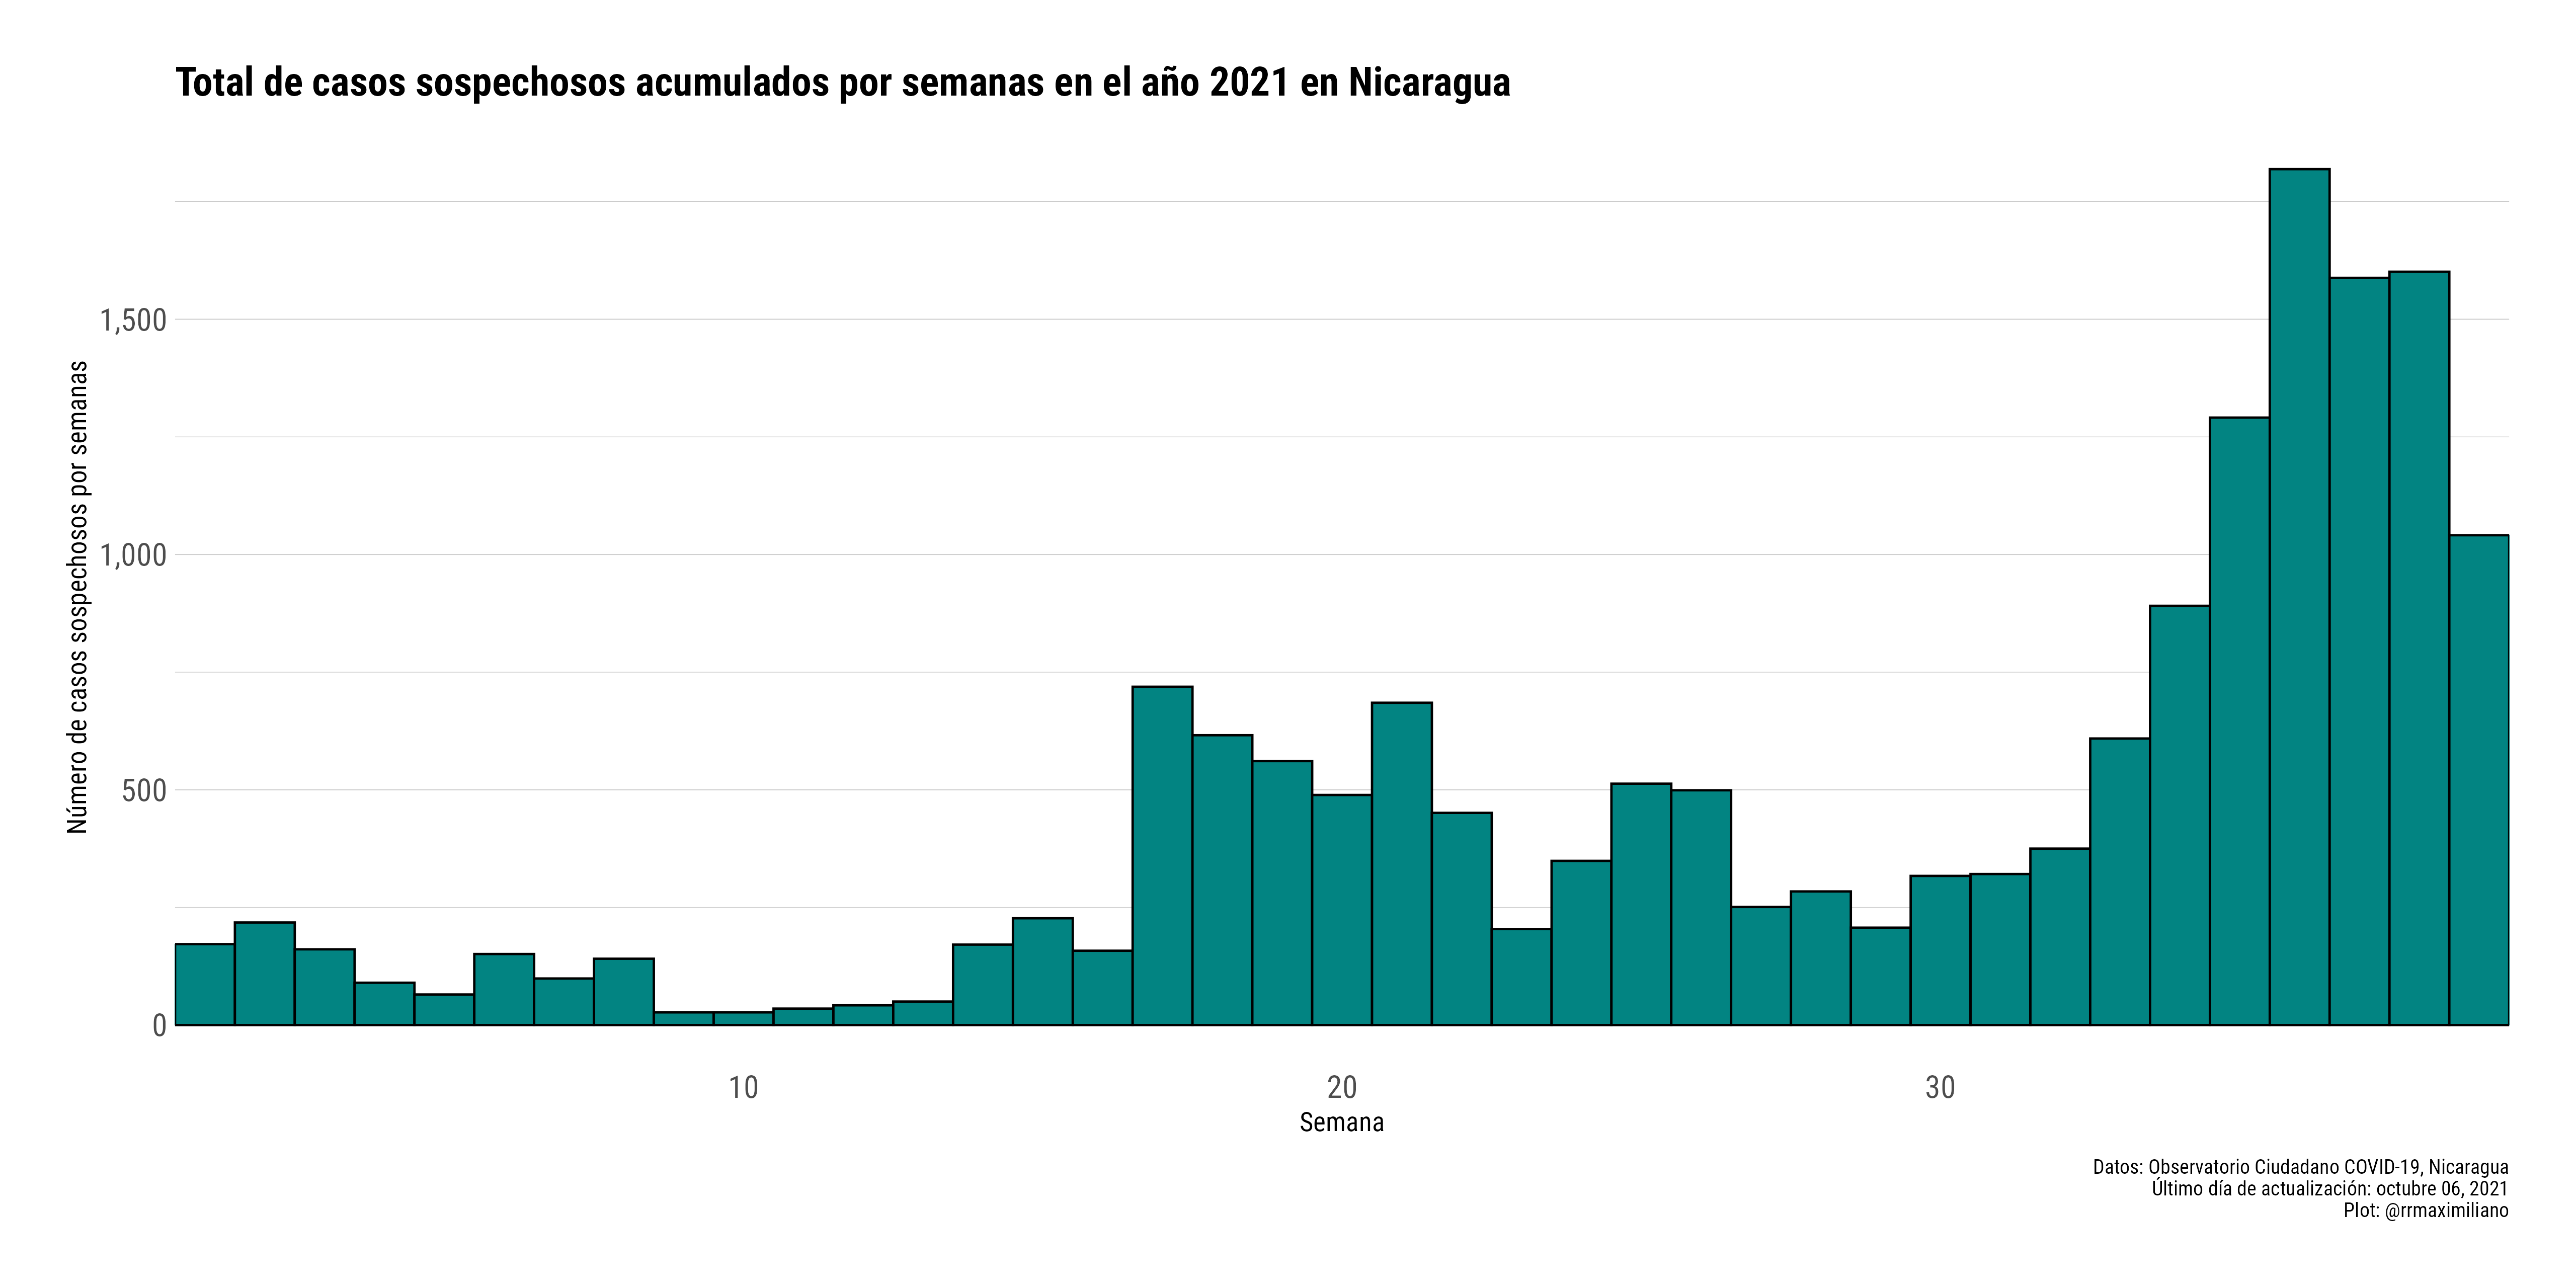 Total de casos sospechosos acumulados por semanas en el año 2021 en Nicaragua
Número de casos sospechosos por semanas
1,500
1,000
500
0
10
20
30
Semana
Datos: Observatorio Ciudadano COVID-19, Nicaragua
Último día de actualización: octubre 06, 2021
Plot: @rrmaximiliano